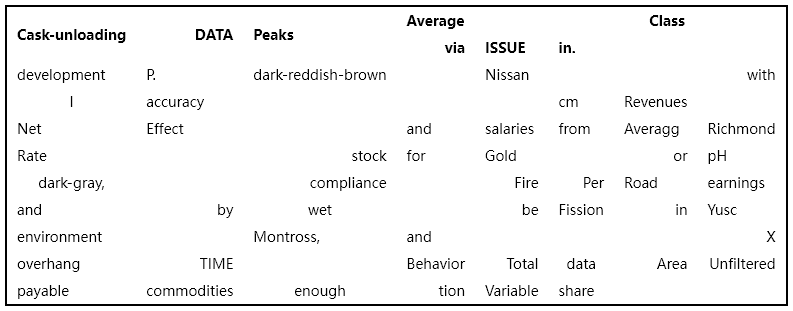 Average Class
Cask-unloading DATA Peaks
via ISSUE in.
development P. dark-reddish-brown Nissan with
I accuracy cm Revenues
Net Effect and salaries from Averagg Richmond
Rate stock for Gold or pH
dark-gray, compliance Fire Per Road earnings
and by wet be Fission in Yusc
environment Montross, and X
overhang TIME Behavior Total data Area Unfiltered
payable commodities enough tion Variable share